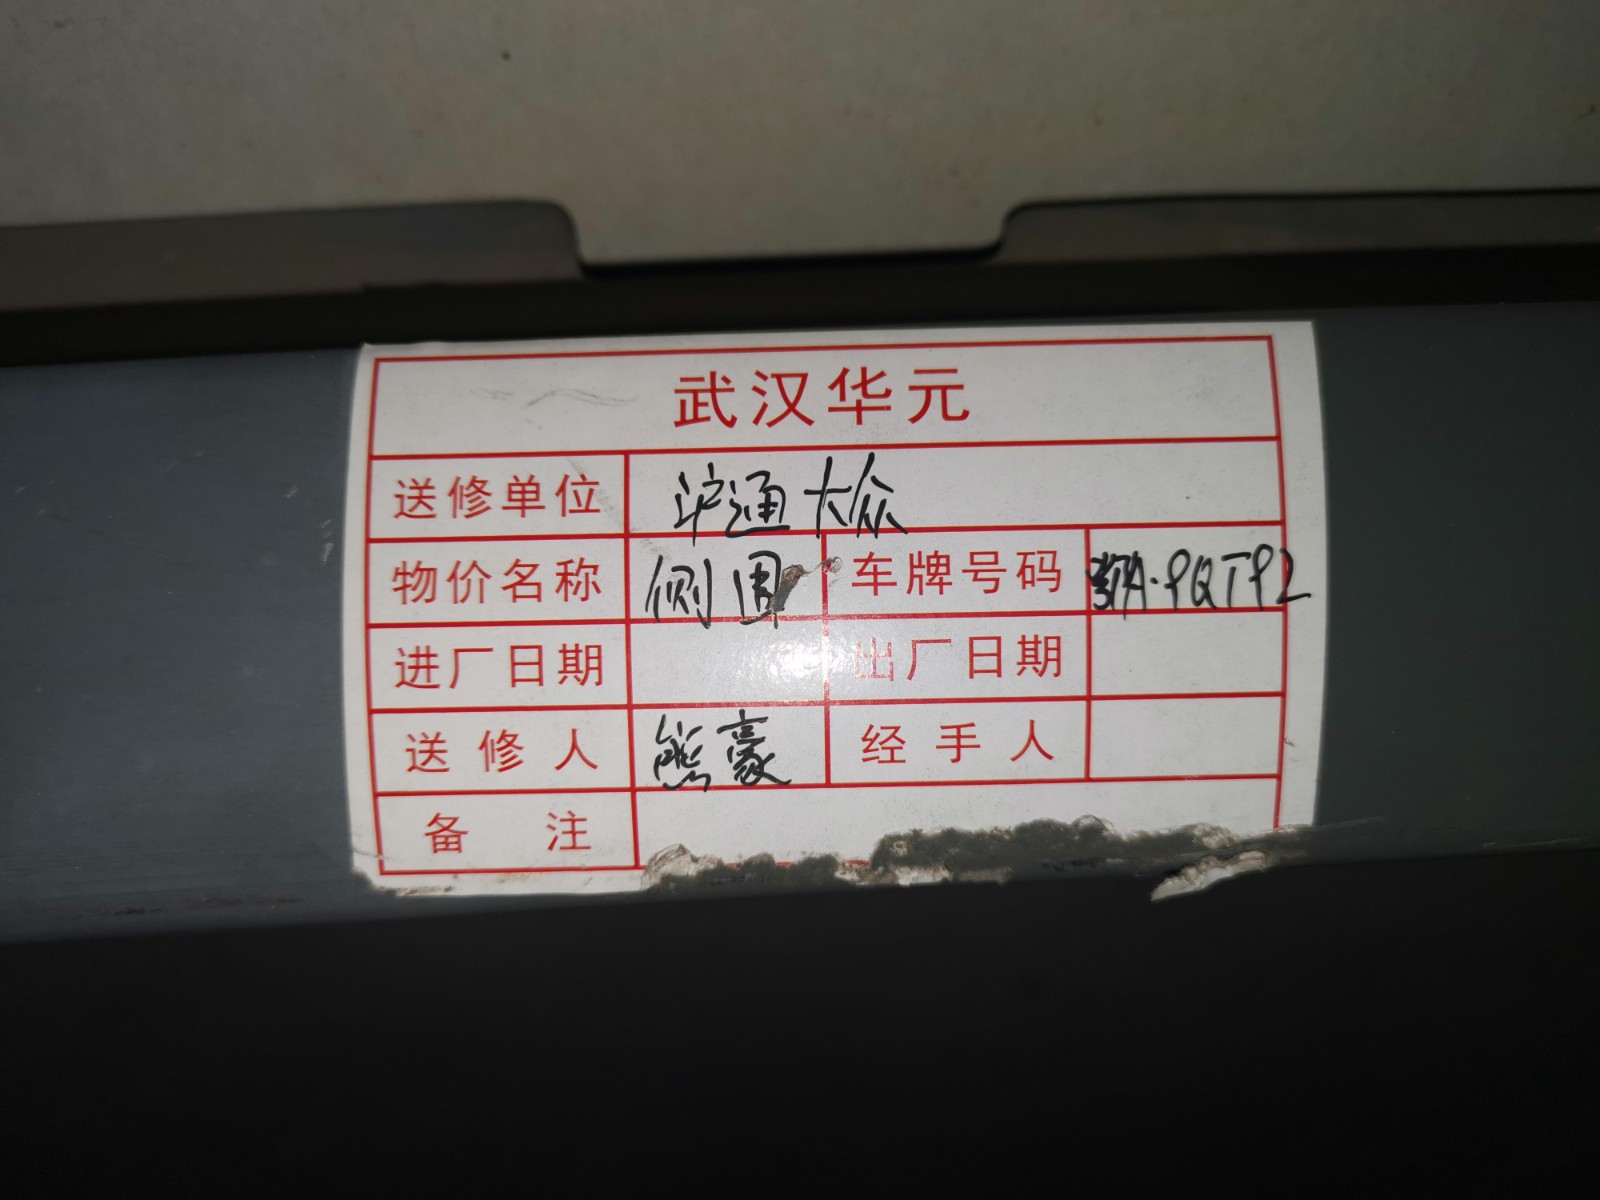 武汉华元
送修单位 沪通大众
物价名称 侧围 车牌号码 鄂A·9QT92
进厂日期 出厂日期
送修人 熊豪 经手人
备注